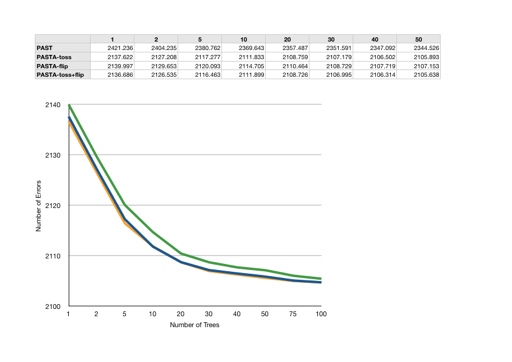 1 2 5 10 20 30 40 50
PAST 2421.236 2404.235 2380.762 2369.643 2357.487 2351.591 2347.092 2344.526
PASTA-toss 2137.622 2127.208 2117.277 2111.833 2108.759 2107.179 2106.502 2105.893
PASTA-flip 2139.997 2129.653 2120.093 2114.705 2110.464 2108.729 2107.719 2107.153
PASTA-toss+flip 2136.686 2126.535 2116.463 2111.899 2108.726 2106.995 2106.314 2105.638
2140
2130
2120
2110
2100
Number of Errors
1 2 5 10 20 30 40 50 75 100
Number of Trees